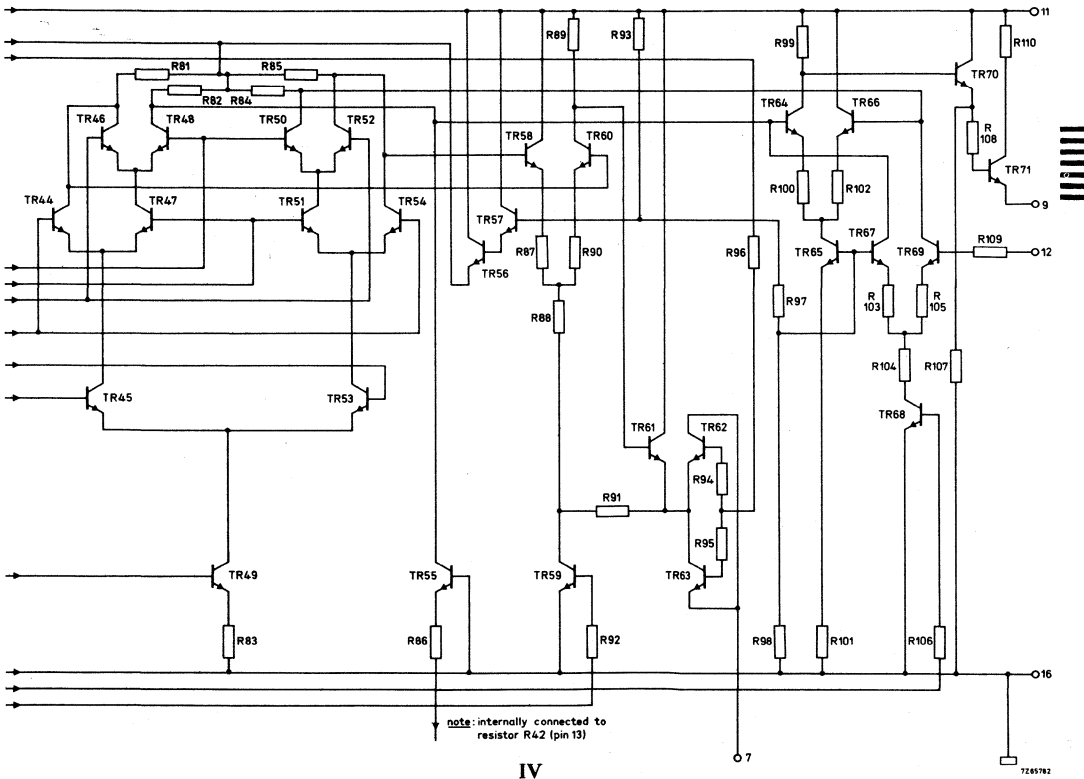 R89
R93
11
R99
R110
R81
R85
TR70
R82
R84
TR46
TR48
TR50
TR52
TR64
TR66
TR58
TR60
R
108
TR71
R100
R102
9
TR44
TR47
TR51
TR54
TR57
TR67
R87
R90
R96
TR65
TR69
R109
12
TR56
R
103
R
105
R97
R88
R104
R107
TR45
TR53
TR68
TR61
TR62
R94
R91
R95
TR49
TR55
TR59
TR63
R83
R86
R92
R98
R101
R106
16
note: internally connected to
resistor R42 (pin 13)
7
IV
7Z65782